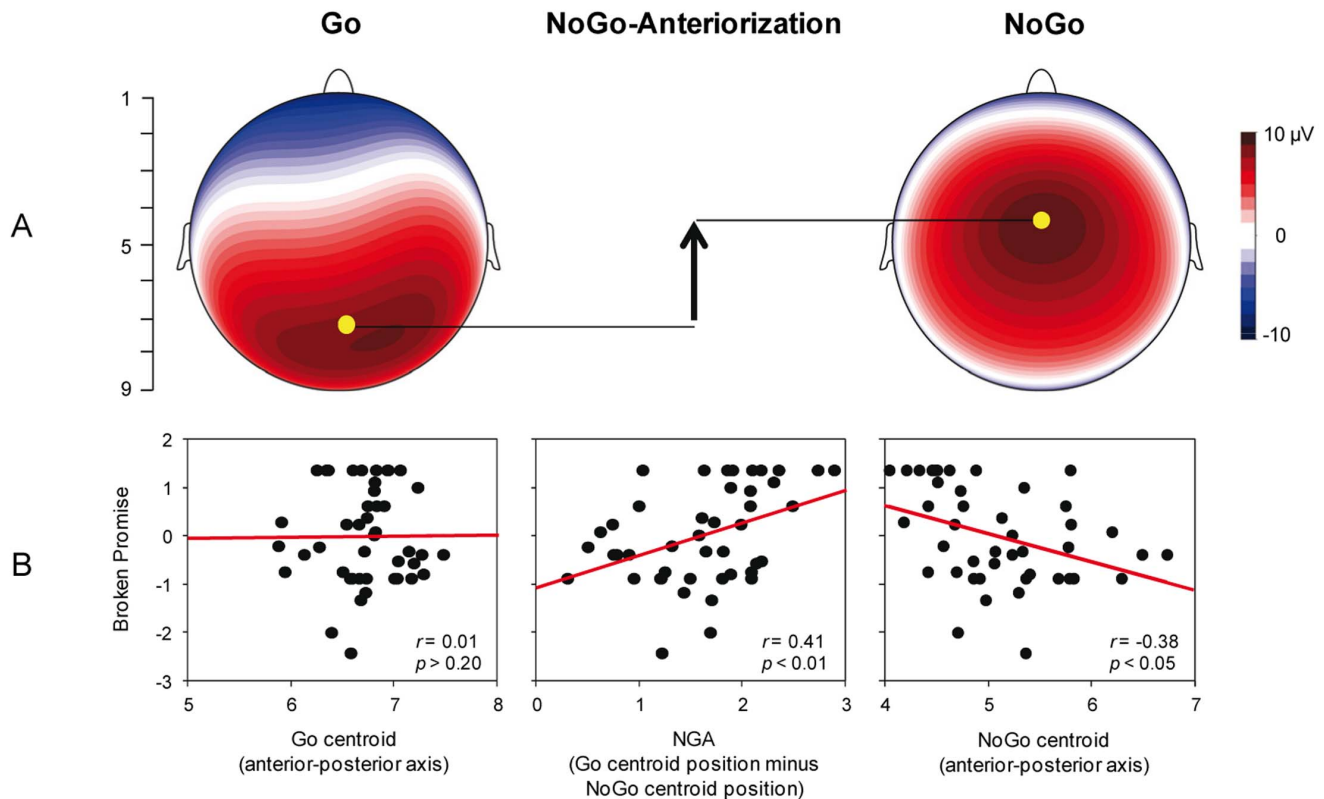 Go
NoGo-Anteriorization
NoGo
A
1
5
9
10 µV
0
-10
B
Broken Promise
2
1
0
-1
-2
-3
r = 0.01
p > 0.20
5
6
7
8
Go centroid
(anterior-posterior axis)
r = 0.41
p < 0.01
0
1
2
3
NGA
(Go centroid position minus
NoGo centroid position)
r = -0.38
p < 0.05
4
5
6
7
NoGo centroid
(anterior-posterior axis)